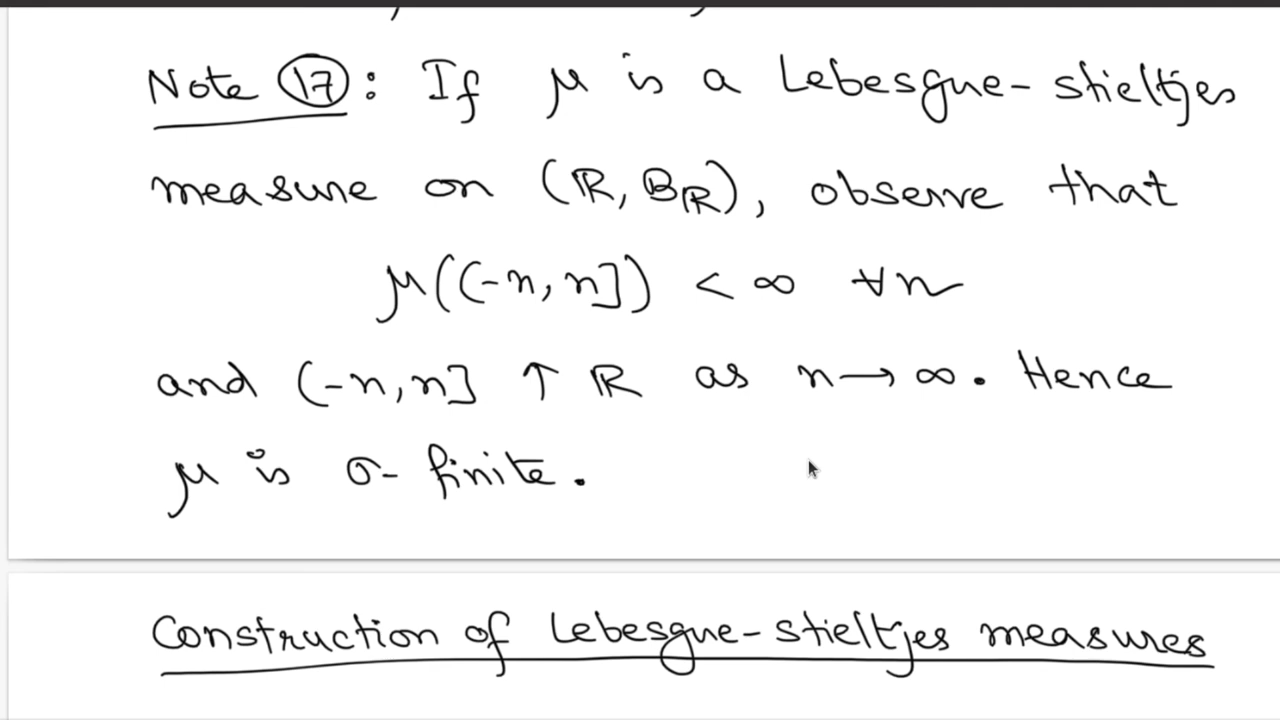 Note 17: If μ is a Lebesgue-stieltjes
measure on (ℝ, B_ℝ), observe that
μ((-n, n]) < ∞ ∀n
and (-n, n] ↑ ℝ as n → ∞. Hence
μ is σ-finite.
Construction of Lebesgue-stieltjes measures